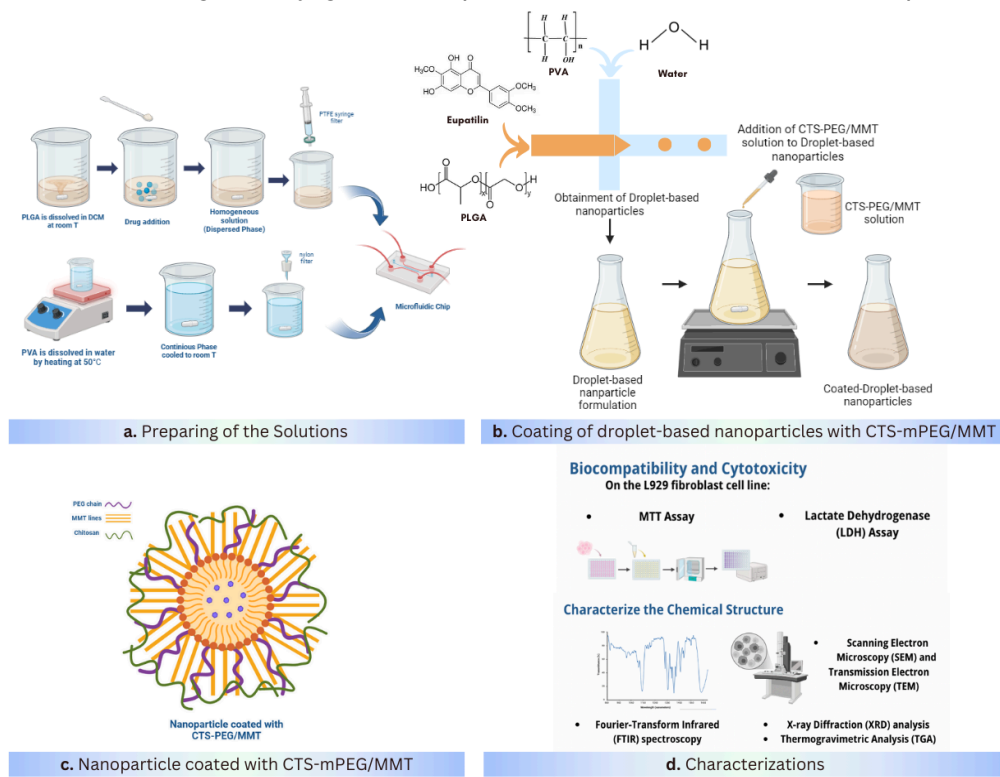 PTFE syringe
filter
PLGA is dissolved in DCM
at room T
Drug addition
Homogeneous
solution
(Dispersed Phase)
nylon
filter
PVA is dissolved in water
by heating at 50°C
Continious Phase
cooled to room T
Microfluidic Chip
a. Preparing of the Solutions
H H
C C
H OH
n
PVA
H O H
Water
OH O
H₃CO
HO O
OCH₃
OCH₃
Eupatilin
O
HO O O H
x y
O
PLGA
Obtainment of Droplet-based
nanoparticles
Addition of CTS-PEG/MMT
solution to Droplet-based
nanoparticles
CTS-PEG/MMT
solution
Droplet-based
nanparticle
formulation
Coated-Droplet-based
nanoparticles
b. Coating of droplet-based nanoparticles with CTS-mPEG/MMT
PEG chain
MMT lines
Chitosan
Nanoparticle coated with
CTS-PEG/MMT
c. Nanoparticle coated with CTS-mPEG/MMT
Biocompatibility and Cytotoxicity
On the L929 fibroblast cell line:
• MTT Assay
• Lactate Dehydrogenase
(LDH) Assay
Characterize the Chemical Structure
• Scanning Electron
Microscopy (SEM) and
Transmission Electron
Microscopy (TEM)
• Fourier-Transform Infrared
(FTIR) spectroscopy
• X-ray Diffraction (XRD) analysis
• Thermogravimetric Analysis (TGA)
d. Characterizations